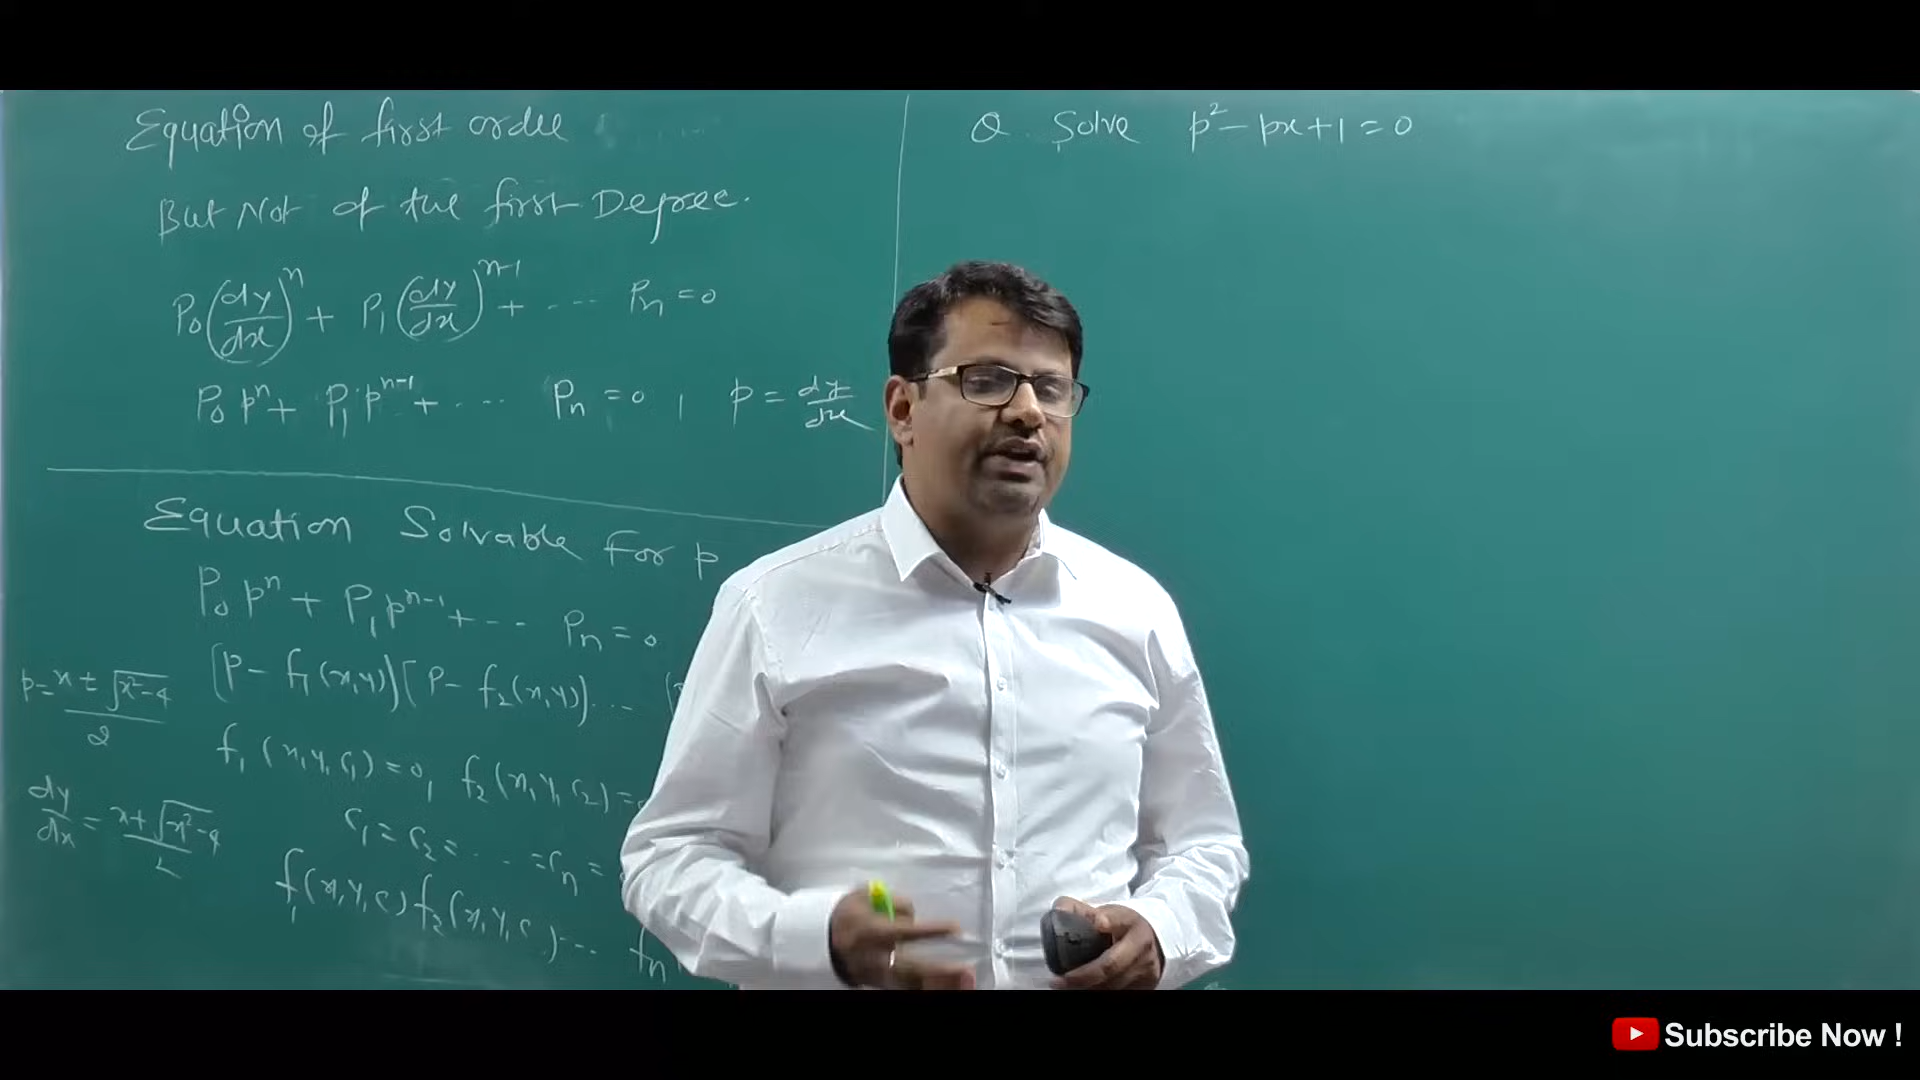 Equation of first order
But Not of the first Degree.
P₀(dy/dx)ⁿ + P₁(dy/dx)ⁿ⁻¹ + ... Pₙ = 0
P₀pⁿ + P₁pⁿ⁻¹ + .... Pₙ = 0, p = dy/dx
Equation Solvable For p
P₀pⁿ + P₁pⁿ⁻¹ + ... Pₙ = 0
[P - f₁(x,y)][P - f₂(x,y)]...
f₁(x,y,c₁) = 0, f₂(x,y,c₂) =
c₁ = c₂ = ... = cₙ =
f₁(x,y,c) f₂(x,y,c)... fₙ
p = x ± √x²-4 / 2
dy/dx = x + √x²-4 / 2
Q. Solve p² - px + 1 = 0
Subscribe Now !